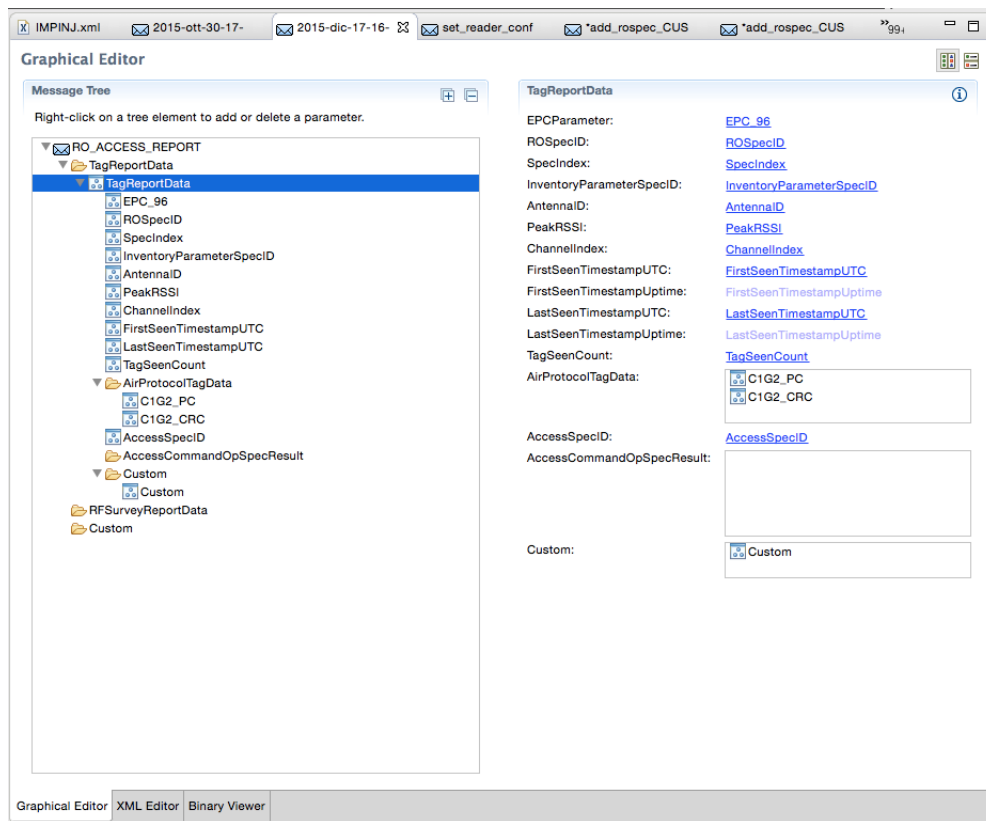 IMPINJ.xml 2015-ott-30-17- 2015-dic-17-16- set_reader_conf *add_rospec_CUS *add_rospec_CUS »99+
Graphical Editor
Message Tree
Right-click on a tree element to add or delete a parameter.
RO_ACCESS_REPORT
TagReportData
TagReportData
EPC_96
ROSpecID
SpecIndex
InventoryParameterSpecID
AntennaID
PeakRSSI
ChannelIndex
FirstSeenTimestampUTC
LastSeenTimestampUTC
TagSeenCount
AirProtocolTagData
C1G2_PC
C1G2_CRC
AccessSpecID
AccessCommandOpSpecResult
Custom
Custom
RFSurveyReportData
Custom
TagReportData
EPCParameter: EPC_96
ROSpecID: ROSpecID
SpecIndex: SpecIndex
InventoryParameterSpecID: InventoryParameterSpecID
AntennaID: AntennaID
PeakRSSI: PeakRSSI
ChannelIndex: ChannelIndex
FirstSeenTimestampUTC: FirstSeenTimestampUTC
FirstSeenTimestampUptime: FirstSeenTimestampUptime
LastSeenTimestampUTC: LastSeenTimestampUTC
LastSeenTimestampUptime: LastSeenTimestampUptime
TagSeenCount: TagSeenCount
AirProtocolTagData: C1G2_PC
C1G2_CRC
AccessSpecID: AccessSpecID
AccessCommandOpSpecResult:
Custom: Custom
Graphical Editor XML Editor Binary Viewer